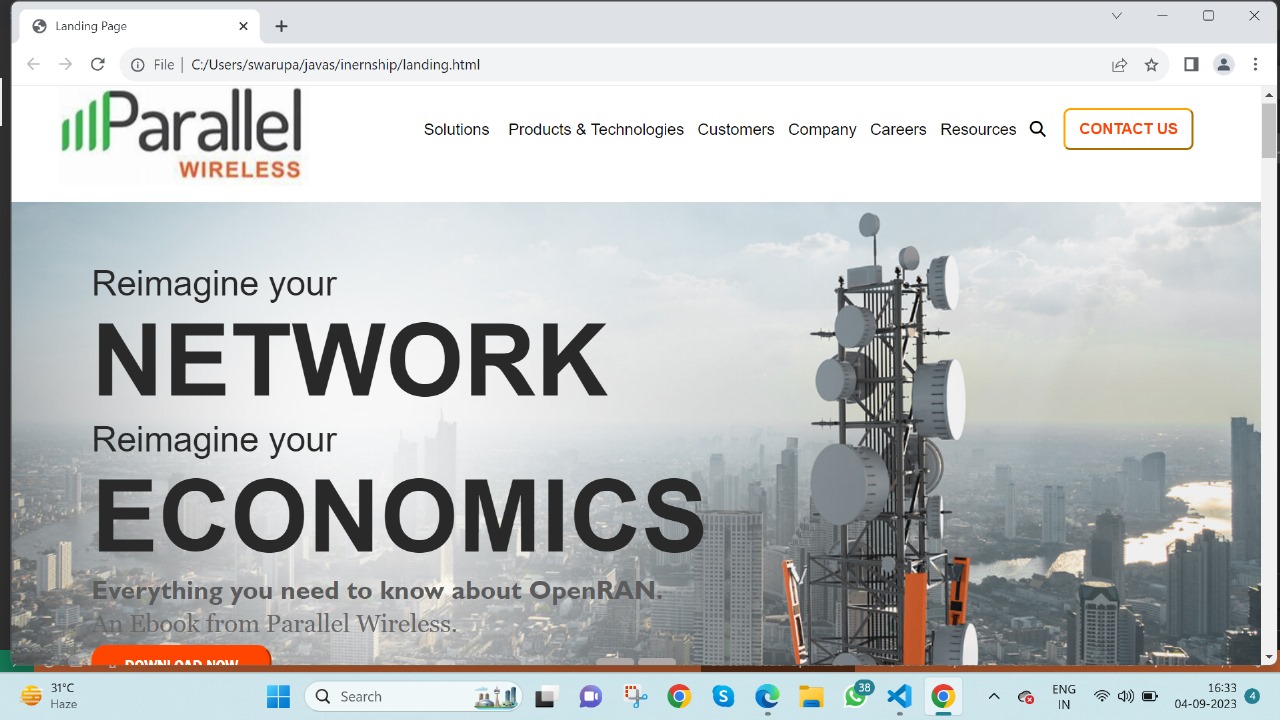 Landing Page
File | C:/Users/swarupa/javas/inernship/landing.html
Parallel
WIRELESS
Solutions Products & Technologies Customers Company Careers Resources CONTACT US
Reimagine your
NETWORK
Reimagine your
ECONOMICS
Everything you need to know about OpenRAN.
An Ebook from Parallel Wireless.
DOWNLOAD NOW
31°C
Haze
Search
38
ENG
IN
16:33
04-09-2023
4